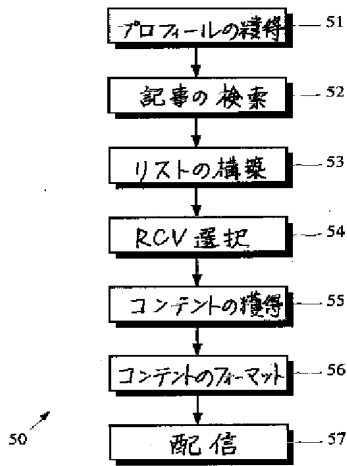 プロフィールの獲得 51
記事の検索 52
リストの構築 53
RCV選択 54
コンテントの獲得 55
コンテントのフォーマット 56
50
配信 57